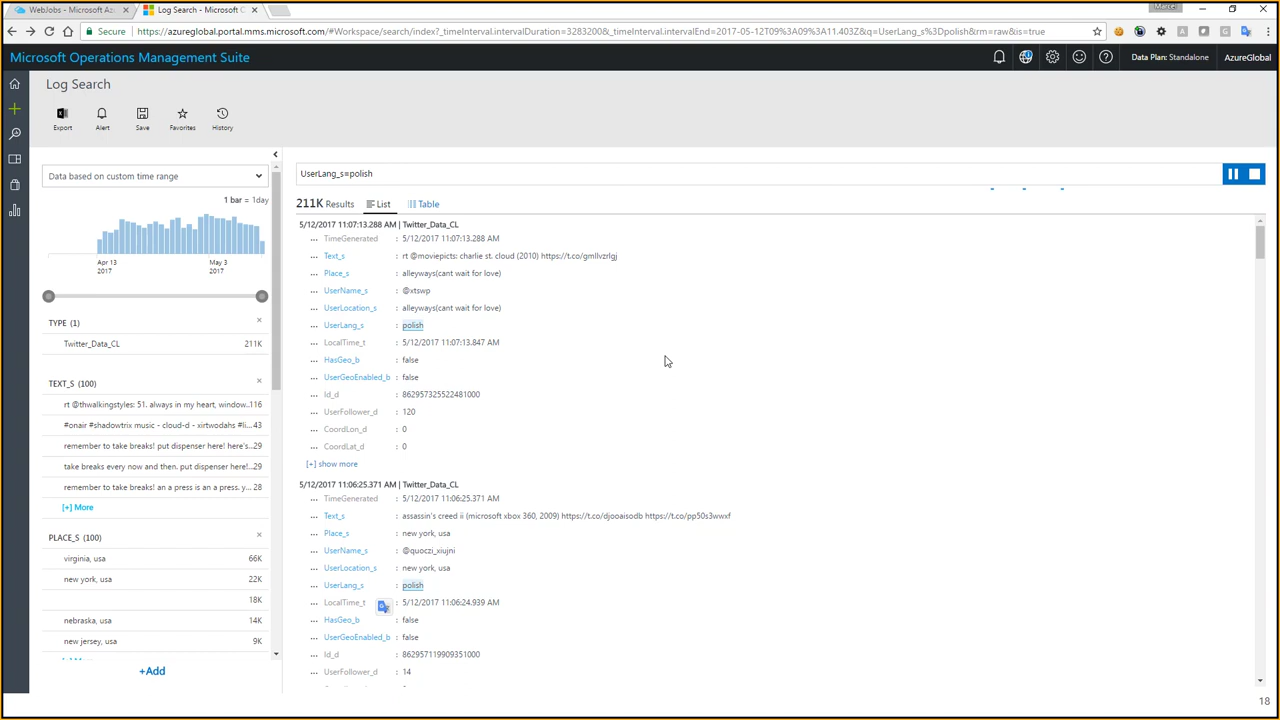 WebJobs - Microsoft Az
Log Search - Microsoft C
Marcel
Secure
https://azureglobal.portal.mms.microsoft.com/#Workspace/search/index?_timeInterval.intervalDuration=3283200&_timeInterval.intervalEnd=2017-05-12T09%3A09%3A11.403Z&q=UserLang_s%3Dpolish&rm=raw&is=true
Microsoft Operations Management Suite
Data Plan: Standalone
AzureGlobal
Log Search
Export
Alert
Save
Favorites
History
Data based on custom time range
1 bar = 1day
Apr 13
2017
May 3
2017
TYPE (1)
Twitter_Data_CL 211K
TEXT_S (100)
rt @thwalkingstyles: 51. always in my heart, window... 116
#onair #shadowtrix music - cloud-d - xirtwodahs #li... 43
remember to take breaks! put dispenser here! here's... 29
take breaks every now and then. put dispenser here!... 29
remember to take breaks! an a press is an a press. y... 28
[+] More
PLACE_S (100)
virginia, usa 66K
new york, usa 22K
18K
nebraska, usa 14K
new jersey, usa 9K
+Add
UserLang_s=polish
211K Results
List
Table
5/12/2017 11:07:13.288 AM | Twitter_Data_CL
... TimeGenerated : 5/12/2017 11:07:13.288 AM
... Text_s : rt @moviepicts: charlie st. cloud (2010) https://t.co/gmllvzrlgj
... Place_s : alleyways(cant wait for love)
... UserName_s : @xtswp
... UserLocation_s : alleyways(cant wait for love)
... UserLang_s : polish
... LocalTime_t : 5/12/2017 11:07:13.847 AM
... HasGeo_b : false
... UserGeoEnabled_b : false
... Id_d : 862957325522481000
... UserFollower_d : 120
... CoordLon_d : 0
... CoordLat_d : 0
[+] show more
5/12/2017 11:06:25.371 AM | Twitter_Data_CL
... TimeGenerated : 5/12/2017 11:06:25.371 AM
... Text_s : assassin's creed ii (microsoft xbox 360, 2009) https://t.co/djooaisodb https://t.co/pp50s3wwxf
... Place_s : new york, usa
... UserName_s : @quoczi_xiujni
... UserLocation_s : new york, usa
... UserLang_s : polish
... LocalTime_t : 5/12/2017 11:06:24.939 AM
... HasGeo_b : false
... UserGeoEnabled_b : false
... Id_d : 862957119909351000
... UserFollower_d : 14
18